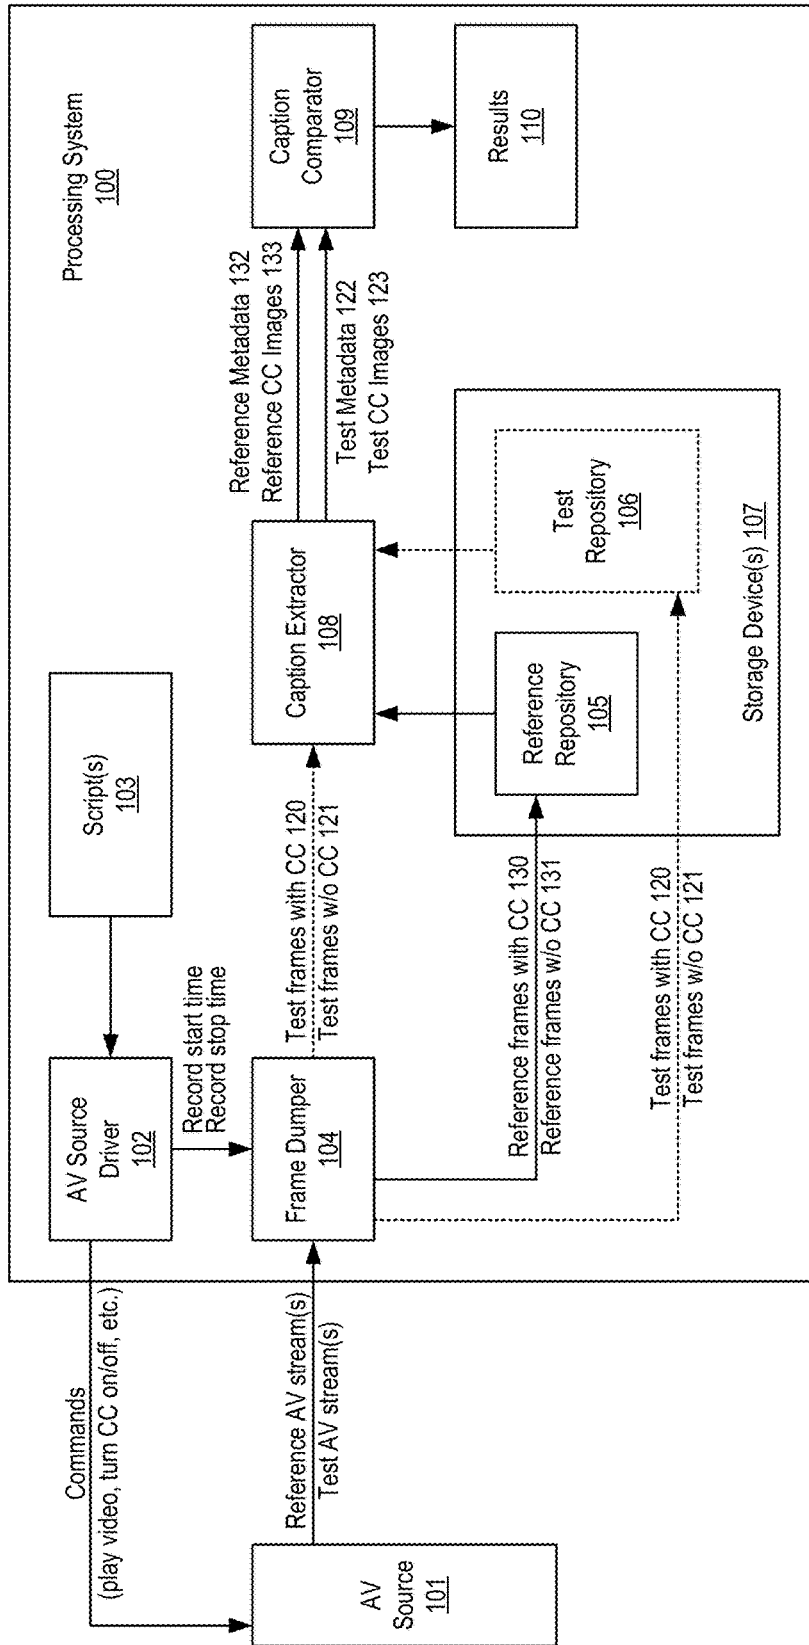 Processing System
100
Commands
(play video, turn CC on/off, etc.)
AV Source
Driver
102
Script(s)
103
Record start time
Record stop time
AV
Source
101
Reference AV stream(s)
Test AV stream(s)
Frame Dumper
104
Test frames with CC 120
Test frames w/o CC 121
Caption Extractor
108
Reference Metadata 132
Reference CC Images 133
Test Metadata 122
Test CC Images 123
Caption
Comparator
109
Results
110
Reference frames with CC 130
Reference frames w/o CC 131
Reference
Repository
105
Test
Repository
106
Storage Device(s) 107
Test frames with CC 120
Test frames w/o CC 121